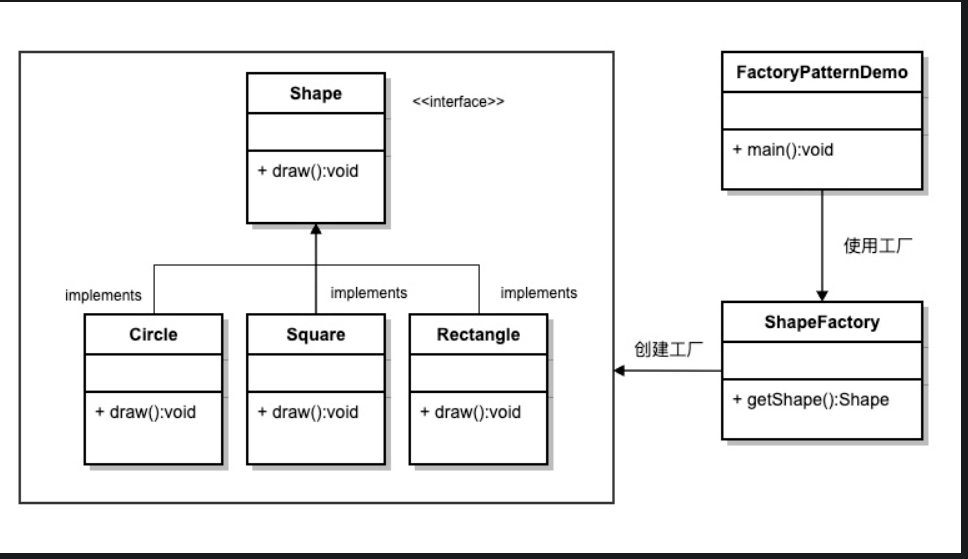 Shape
<<interface>>
+ draw():void
implements
implements
implements
Circle
+ draw():void
Square
+ draw():void
Rectangle
+ draw():void
FactoryPatternDemo
+ main():void
使用工厂
ShapeFactory
+ getShape():Shape
创建工厂